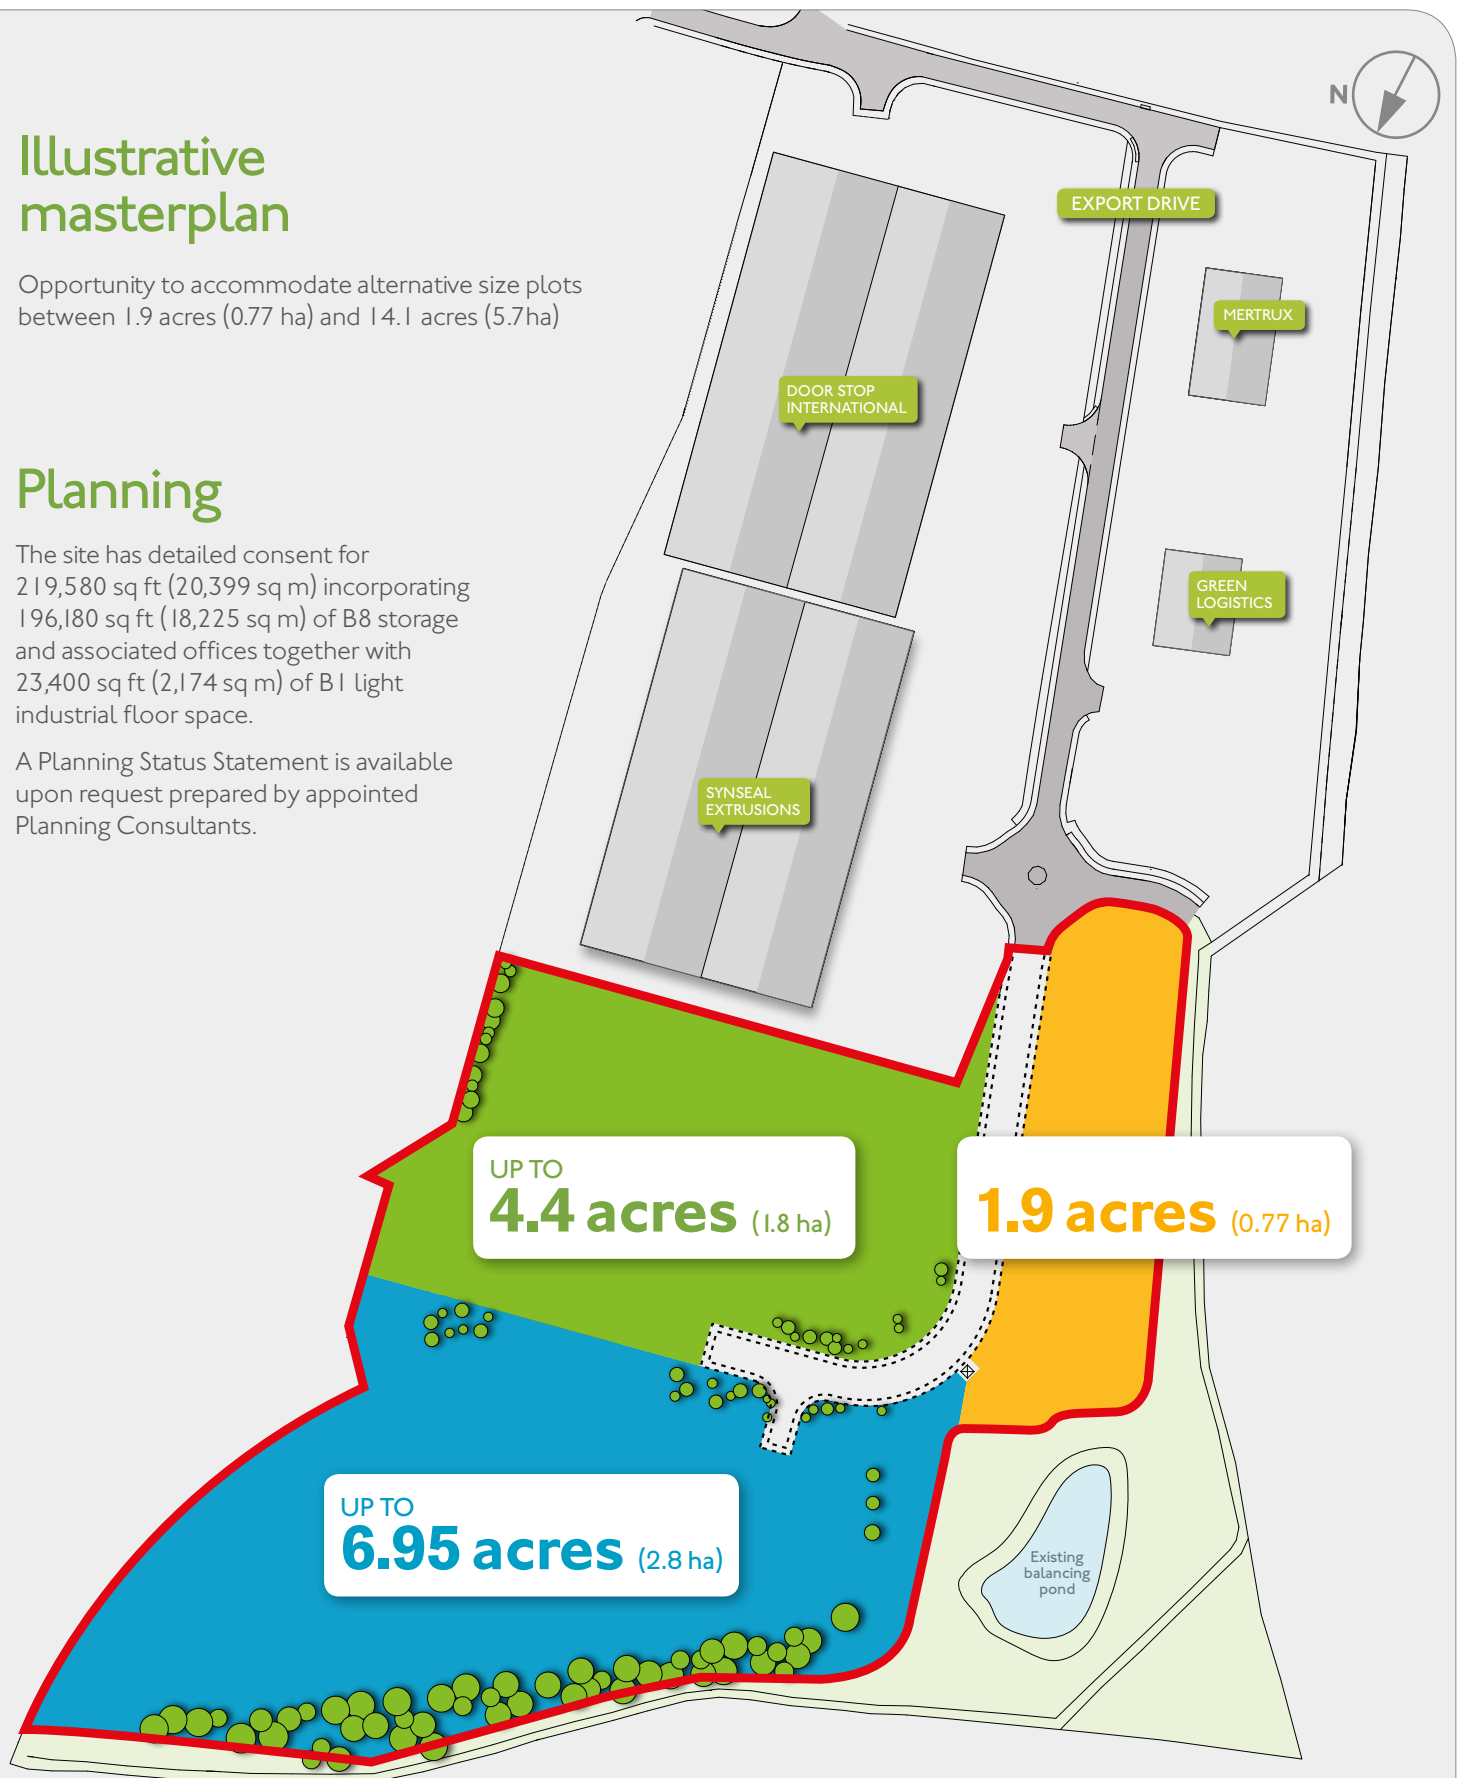 Illustrative
masterplan
Opportunity to accommodate alternative size plots
between 1.9 acres (0.77 ha) and 14.1 acres (5.7ha)
Planning
The site has detailed consent for
219,580 sq ft (20,399 sq m) incorporating
196,180 sq ft (18,225 sq m) of B8 storage
and associated offices together with
23,400 sq ft (2,174 sq m) of B1 light
industrial floor space.
A Planning Status Statement is available
upon request prepared by appointed
Planning Consultants.
N
EXPORT DRIVE
MERTRUX
DOOR STOP
INTERNATIONAL
GREEN
LOGISTICS
SYNSEAL
EXTRUSIONS
UP TO
4.4 acres (1.8 ha)
1.9 acres (0.77 ha)
UP TO
6.95 acres (2.8 ha)
Existing
balancing
pond